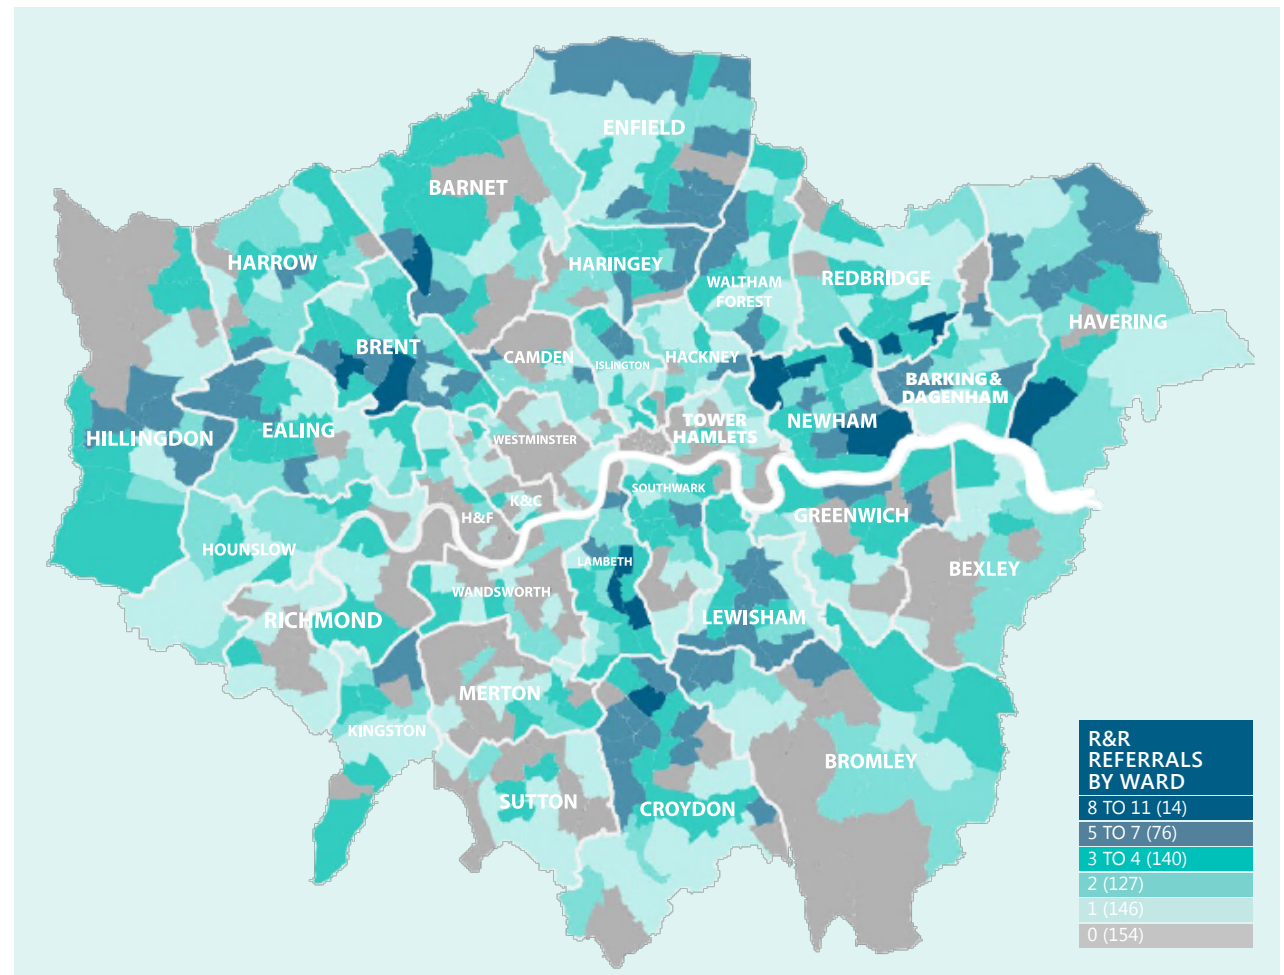 ENFIELD
BARNET
HARROW
HARINGEY
WALTHAM
FOREST
REDBRIDGE
HAVERING
BRENT
CAMDEN
ISLINGTON
HACKNEY
BARKING &
DAGENHAM
HILLINGDON
EALING
WESTMINSTER
TOWER
HAMLETS
NEWHAM
K&C
H&F
SOUTHWARK
GREENWICH
HOUNSLOW
LAMBETH
BEXLEY
WANDSWORTH
RICHMOND
LEWISHAM
MERTON
KINGSTON
BROMLEY
SUTTON
CROYDON
R&R
REFERRALS
BY WARD
8 TO 11 (14)
5 TO 7 (76)
3 TO 4 (140)
2 (127)
1 (146)
0 (154)